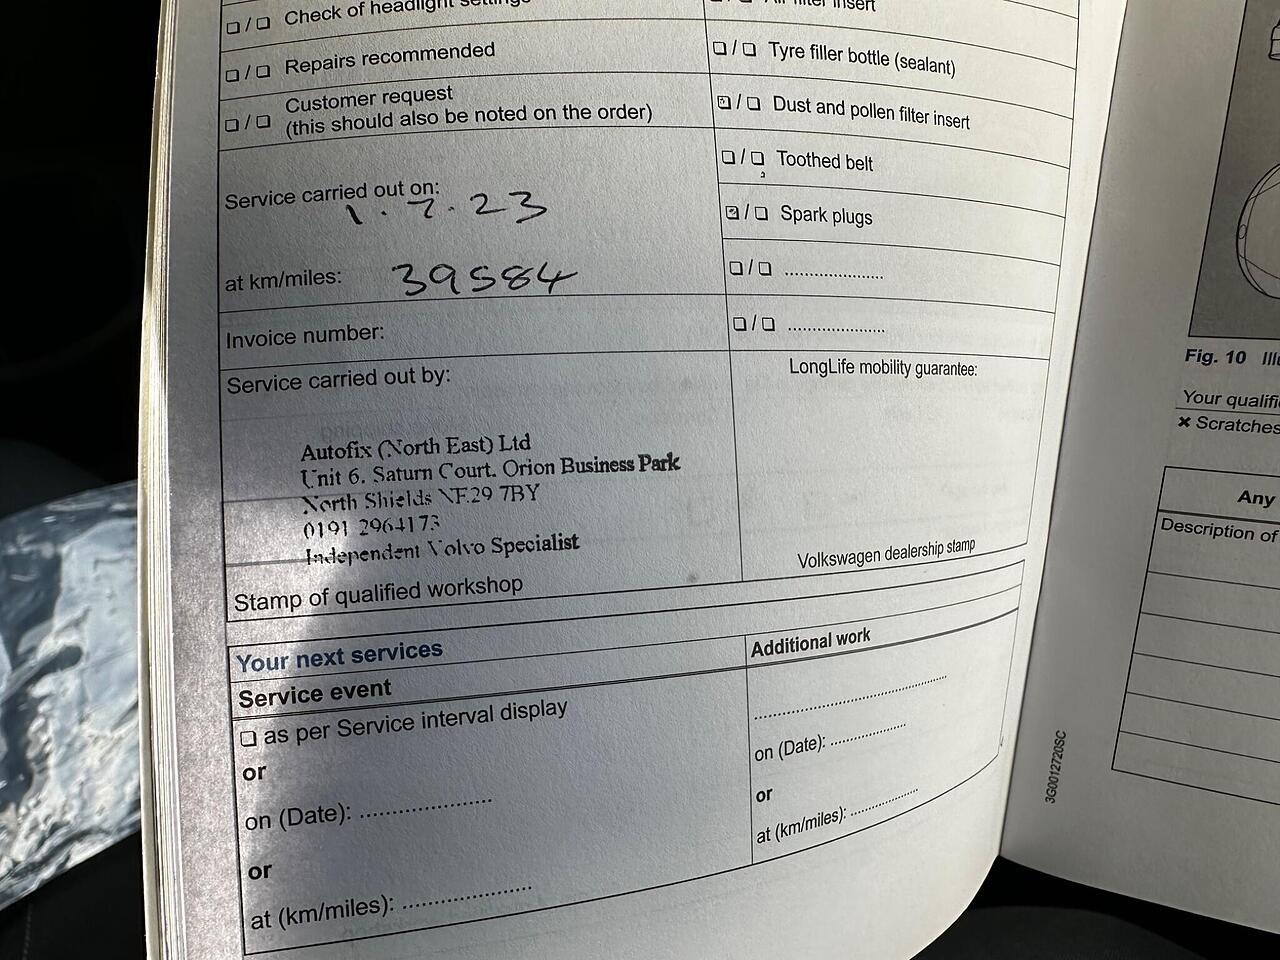 ❏ / ❏ Check of headlight settings
❏ / ❏ Repairs recommended
❏ / ❏ Customer request
(this should also be noted on the order)
Service carried out on:
1.7.23
at km/miles: 39584
Invoice number:
Service carried out by:
Autofix (North East) Ltd
Unit 6. Saturn Court. Orion Business Park
North Shields NE29 7BY
0191 2964173
Independent Volvo Specialist
Stamp of qualified workshop
❏ / ❏ Air filter insert
❏ / ❏ Tyre filler bottle (sealant)
☑ / ❏ Dust and pollen filter insert
❏ / ❏ Toothed belt
☑ / ❏ Spark plugs
❏ / ❏ .....................
❏ / ❏ .....................
LongLife mobility guarantee:
Volkswagen dealership stamp
Your next services
Service event
❏ as per Service interval display
or
on (Date): ......................
or
at (km/miles): .....................
Additional work
................................
on (Date): ................
or
at (km/miles): ................
3G0012720SC
Fig. 10
Your
✖ Scratches
Any
Description of